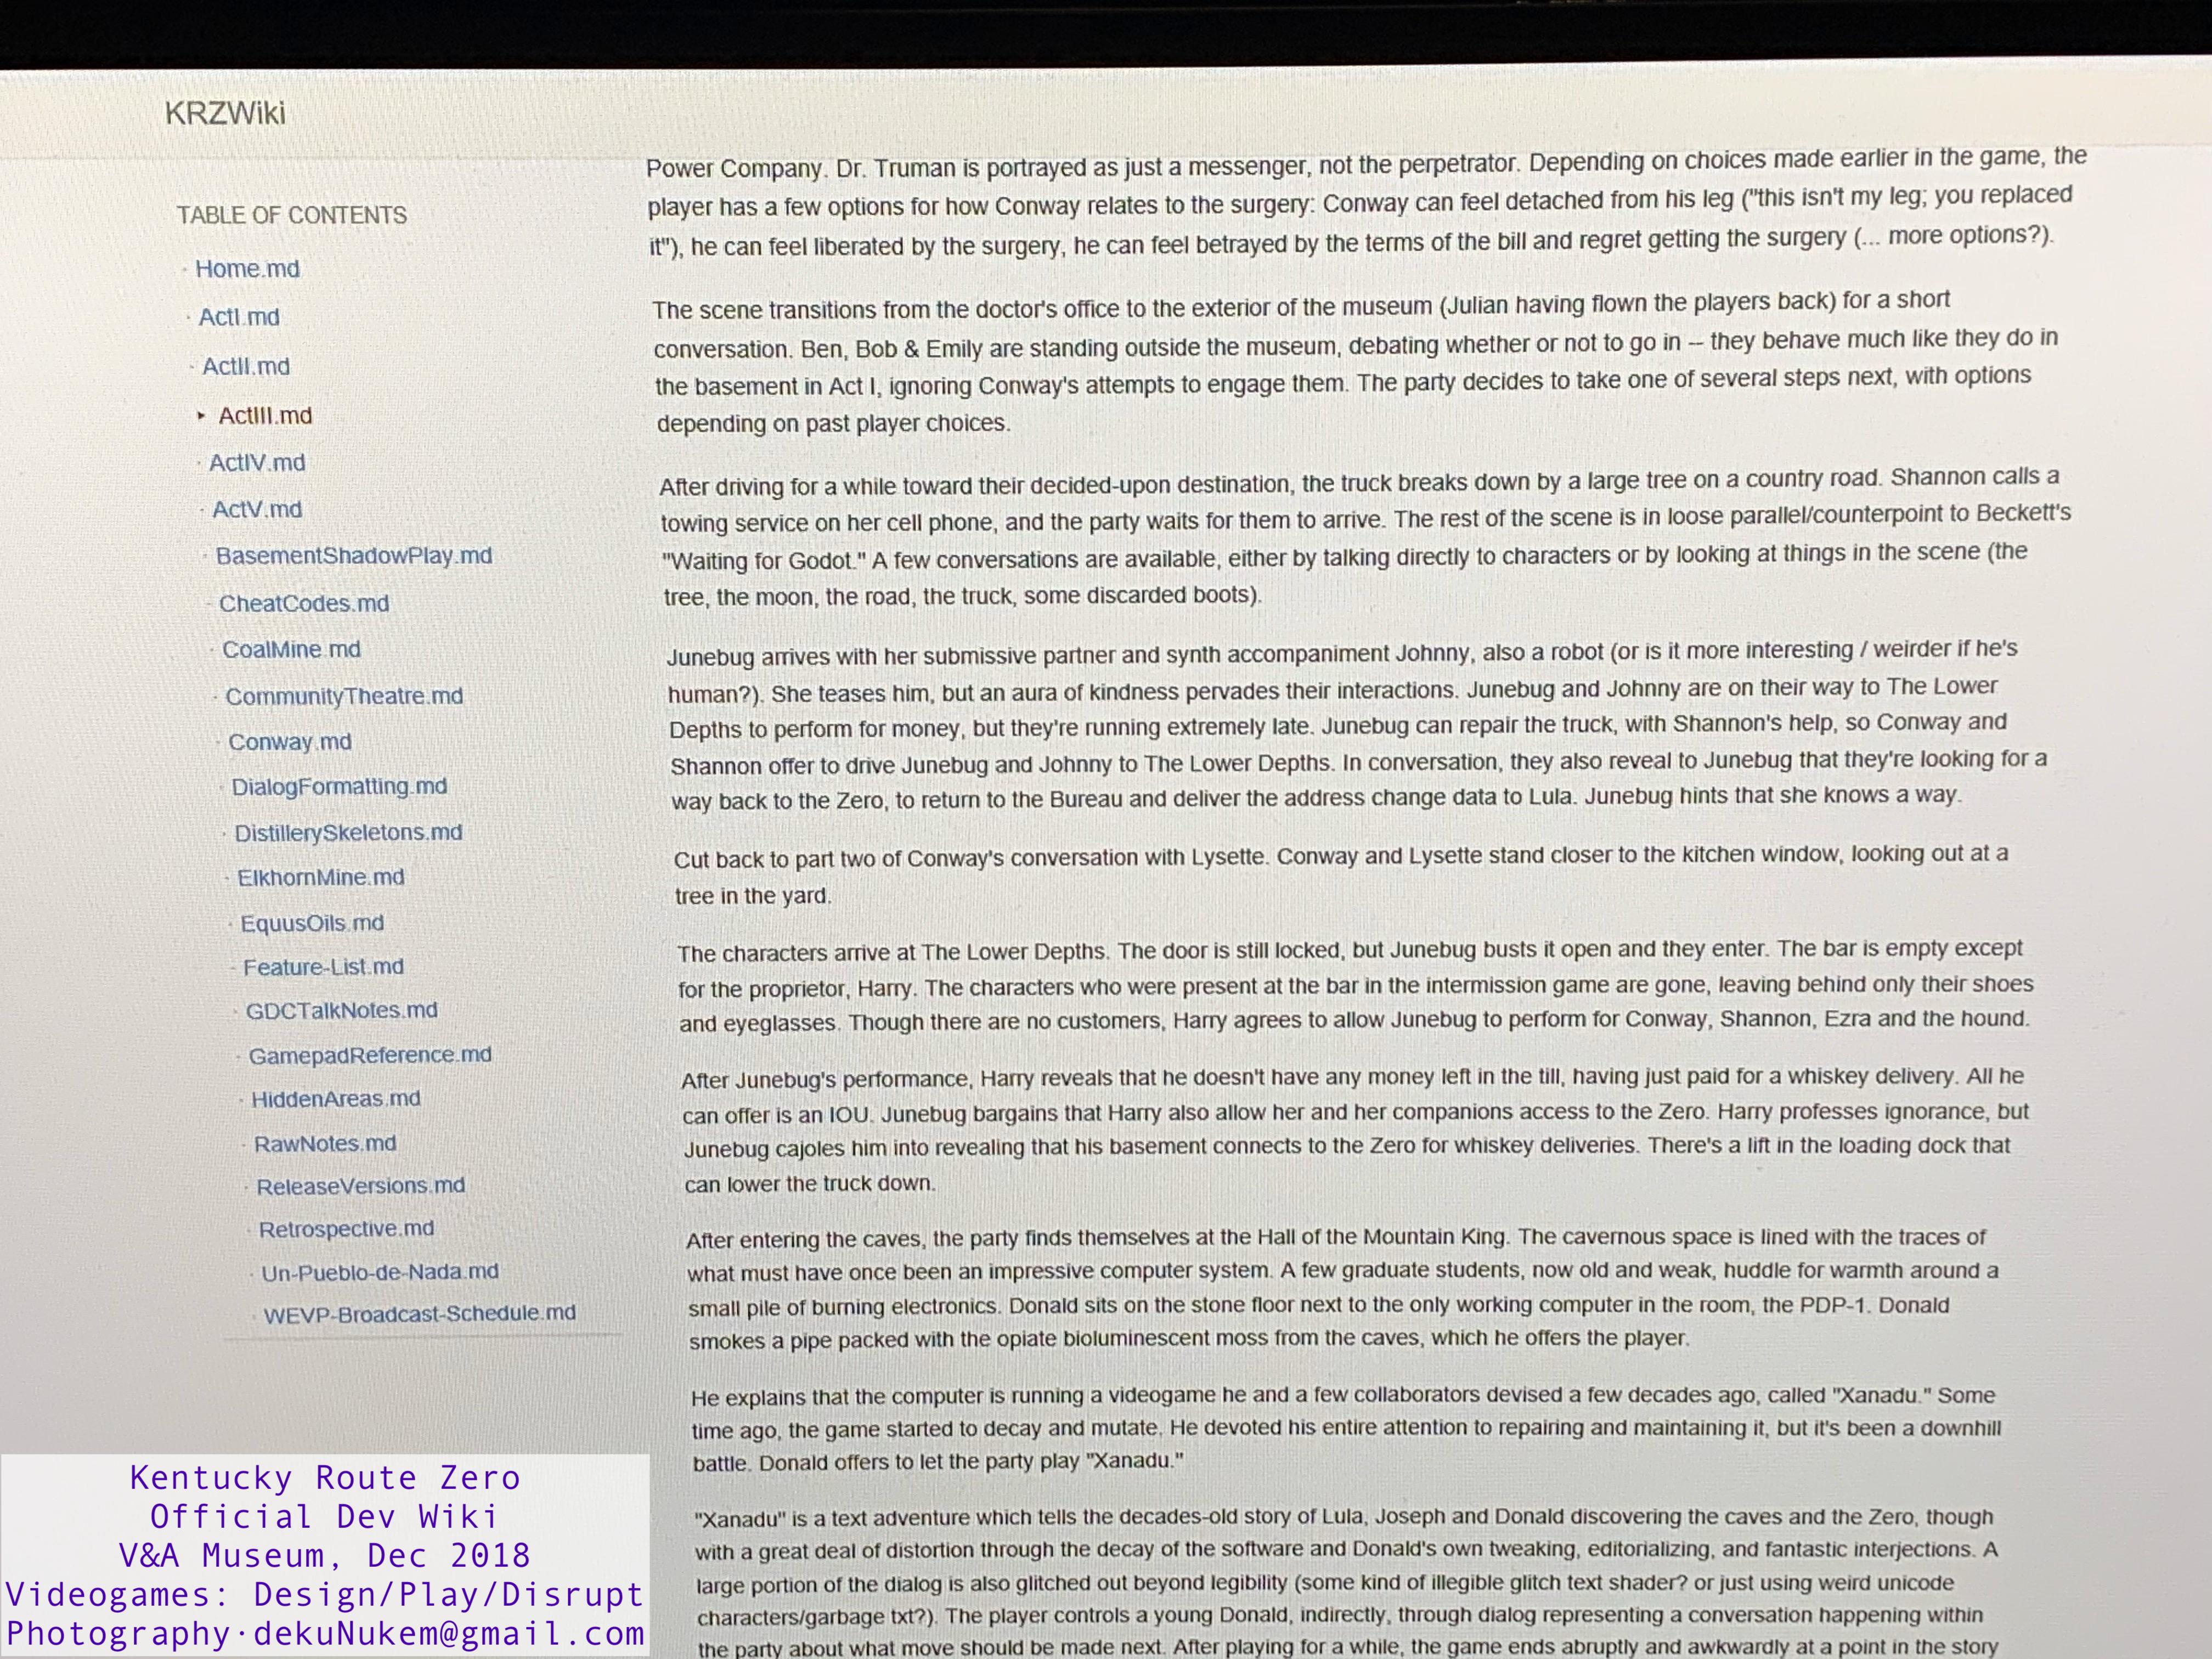 KRZWiki
TABLE OF CONTENTS
Home.md
ActI.md
ActII.md
ActIII.md
ActIV.md
ActV.md
BasementShadowPlay.md
CheatCodes.md
CoalMine.md
CommunityTheatre.md
Conway.md
DialogFormatting.md
DistillerySkeletons.md
ElkhornMine.md
EquusOils.md
Feature-List.md
GDCTalkNotes.md
GamepadReference.md
HiddenAreas.md
RawNotes.md
ReleaseVersions.md
Retrospective.md
Un-Pueblo-de-Nada.md
WEVP-Broadcast-Schedule.md
Power Company. Dr. Truman is portrayed as just a messenger, not the perpetrator. Depending on choices made earlier in the game, the
player has a few options for how Conway relates to the surgery: Conway can feel detached from his leg ("this isn't my leg; you replaced
it"), he can feel liberated by the surgery, he can feel betrayed by the terms of the bill and regret getting the surgery (... more options?).
The scene transitions from the doctor's office to the exterior of the museum (Julian having flown the players back) for a short
conversation. Ben, Bob & Emily are standing outside the museum, debating whether or not to go in -- they behave much like they do in
the basement in Act I, ignoring Conway's attempts to engage them. The party decides to take one of several steps next, with options
depending on past player choices.
After driving for a while toward their decided-upon destination, the truck breaks down by a large tree on a country road. Shannon calls a
towing service on her cell phone, and the party waits for them to arrive. The rest of the scene is in loose parallel/counterpoint to Beckett's
"Waiting for Godot." A few conversations are available, either by talking directly to characters or by looking at things in the scene (the
tree, the moon, the road, the truck, some discarded boots).
Junebug arrives with her submissive partner and synth accompaniment Johnny, also a robot (or is it more interesting / weirder if he's
human?). She teases him, but an aura of kindness pervades their interactions. Junebug and Johnny are on their way to The Lower
Depths to perform for money, but they're running extremely late. Junebug can repair the truck, with Shannon's help, so Conway and
Shannon offer to drive Junebug and Johnny to The Lower Depths. In conversation, they also reveal to Junebug that they're looking for a
way back to the Zero, to return to the Bureau and deliver the address change data to Lula. Junebug hints that she knows a way.
Cut back to part two of Conway's conversation with Lysette. Conway and Lysette stand closer to the kitchen window, looking out at a
tree in the yard.
The characters arrive at The Lower Depths. The door is still locked, but Junebug busts it open and they enter. The bar is empty except
for the proprietor, Harry. The characters who were present at the bar in the intermission game are gone, leaving behind only their shoes
and eyeglasses. Though there are no customers, Harry agrees to allow Junebug to perform for Conway, Shannon, Ezra and the hound.
After Junebug's performance, Harry reveals that he doesn't have any money left in the till, having just paid for a whiskey delivery. All he
can offer is an IOU. Junebug bargains that Harry also allow her and her companions access to the Zero. Harry professes ignorance, but
Junebug cajoles him into revealing that his basement connects to the Zero for whiskey deliveries. There's a lift in the loading dock that
can lower the truck down.
After entering the caves, the party finds themselves at the Hall of the Mountain King. The cavernous space is lined with the traces of
what must have once been an impressive computer system. A few graduate students, now old and weak, huddle for warmth around a
small pile of burning electronics. Donald sits on the stone floor next to the only working computer in the room, the PDP-1. Donald
smokes a pipe packed with the opiate bioluminescent moss from the caves, which he offers the player.
He explains that the computer is running a videogame he and a few collaborators devised a few decades ago, called "Xanadu." Some
time ago, the game started to decay and mutate. He devoted his entire attention to repairing and maintaining it, but it's been a downhill
battle. Donald offers to let the party play "Xanadu."
"Xanadu" is a text adventure which tells the decades-old story of Lula, Joseph and Donald discovering the caves and the Zero, though
with a great deal of distortion through the decay of the software and Donald's own tweaking, editorializing, and fantastic interjections. A
large portion of the dialog is also glitched out beyond legibility (some kind of illegible glitch text shader? or just using weird unicode
characters/garbage txt?). The player controls a young Donald, indirectly, through dialog representing a conversation happening within
the party about what move should be made next. After playing for a while, the game ends abruptly and awkwardly at a point in the story
Kentucky Route Zero
Official Dev Wiki
V&A Museum, Dec 2018
Videogames: Design/Play/Disrupt
Photography·dekuNukem@gmail.com